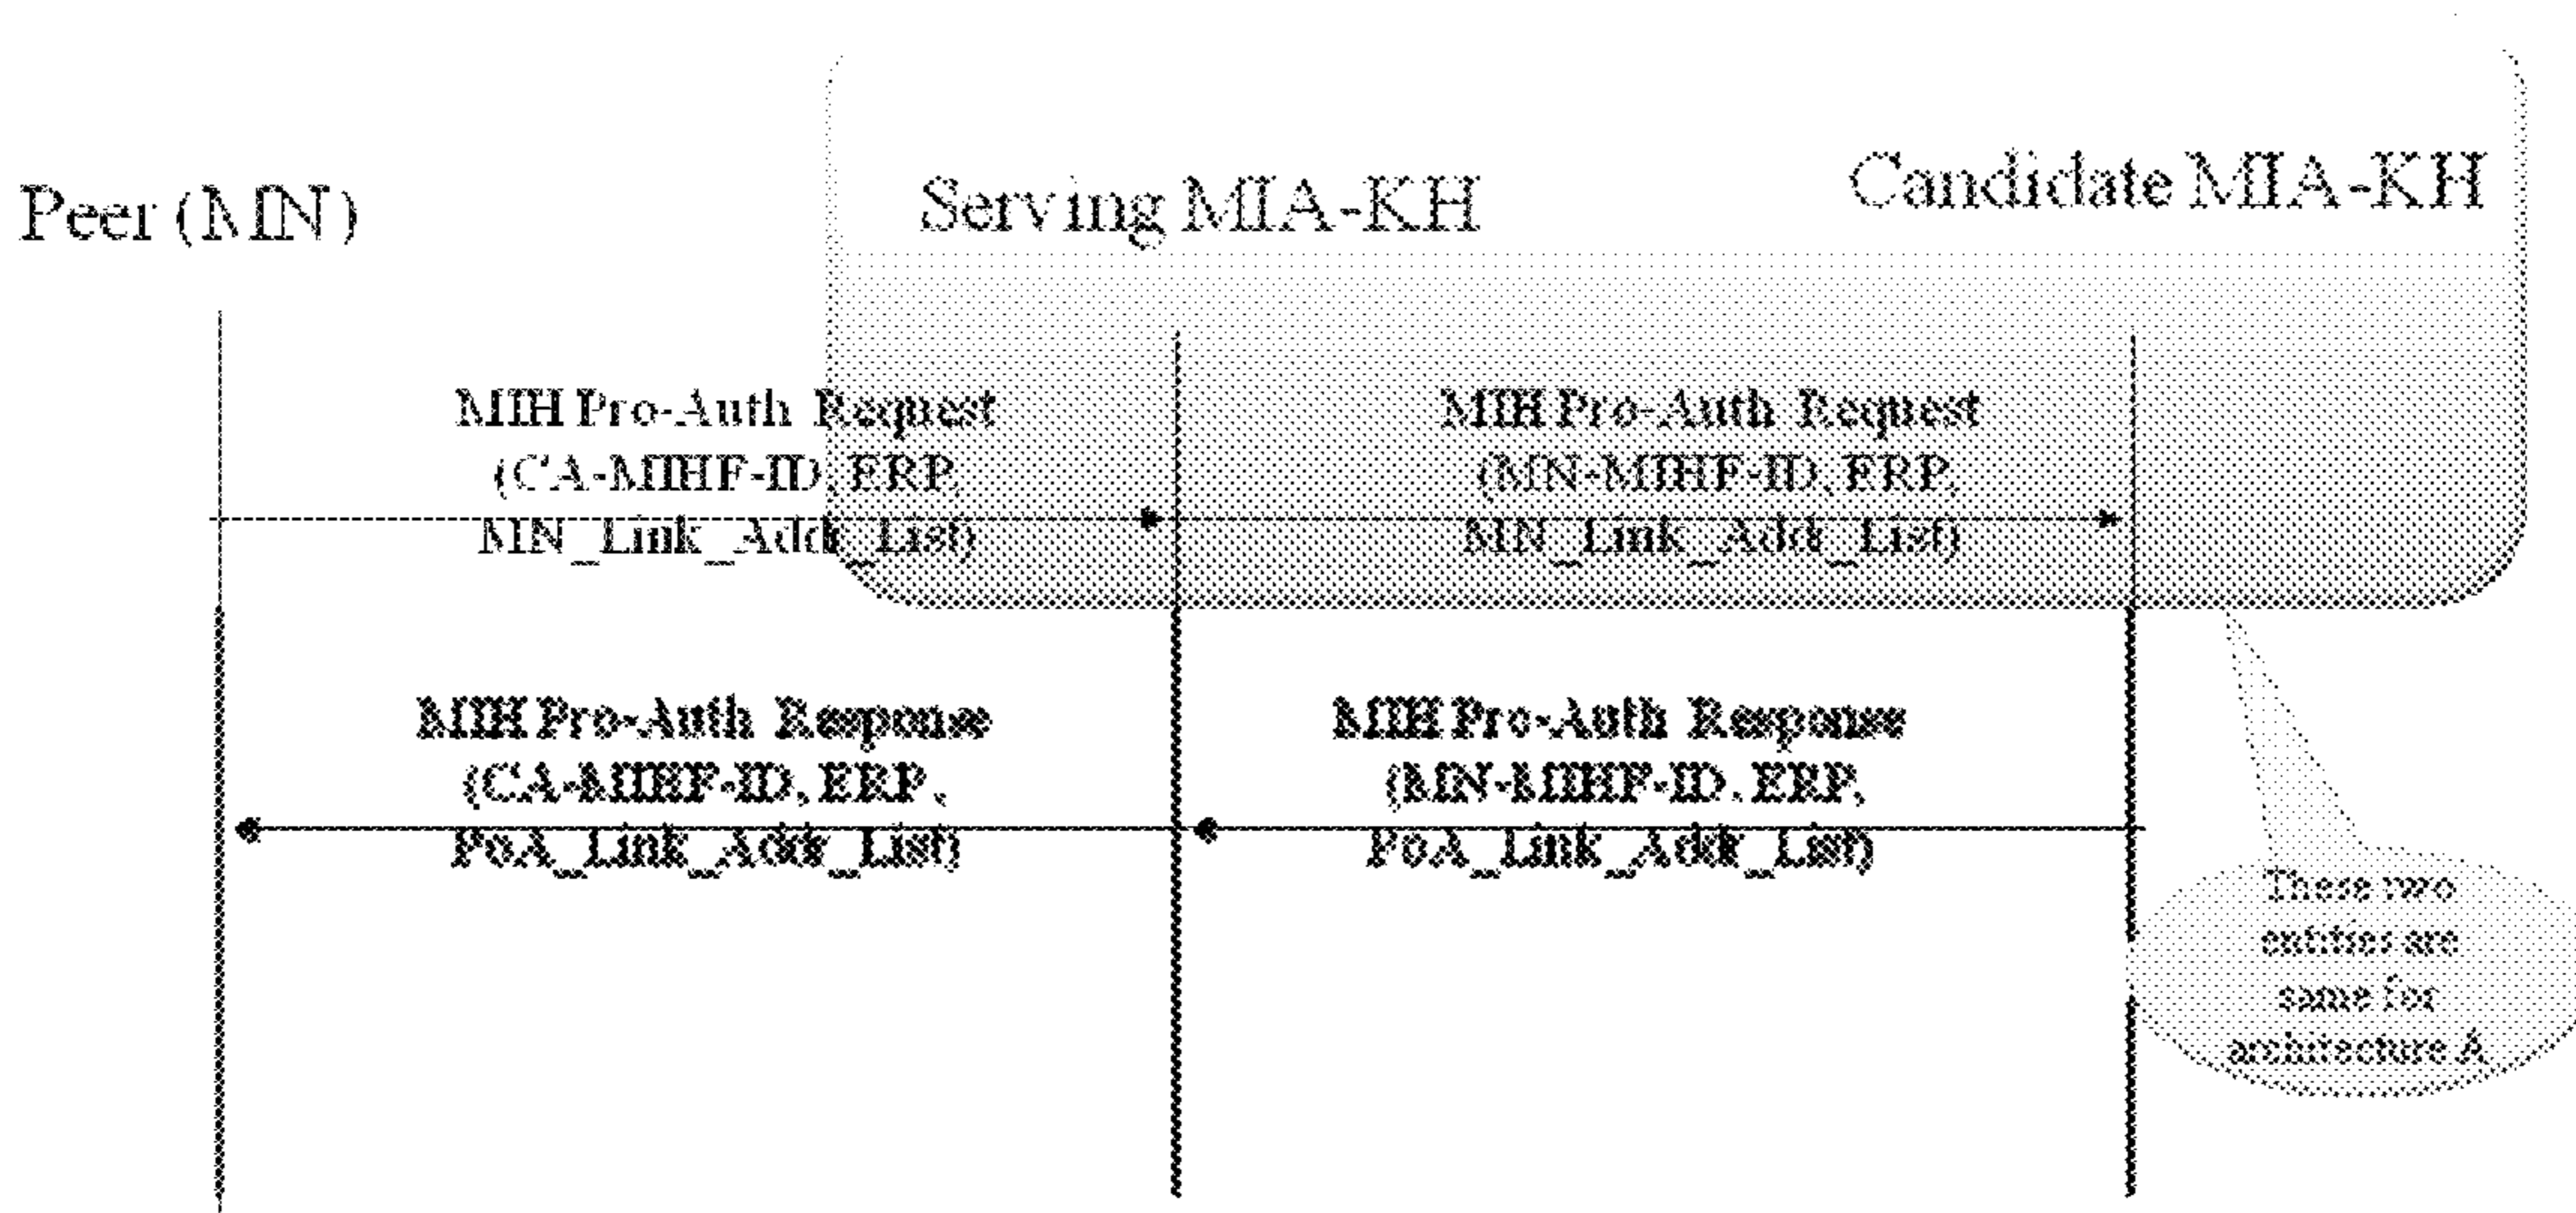 Peer (MN)
Serving MIA-KH
Candidate MIA-KH
MIH Pro-Auth Request
(CA-MIHF-ID, ERP,
MN_Link_Addr_List)
MIH Pro-Auth Request
(MN-MIHF-ID, ERP,
MN_Link_Addr_List)
MIH Pro-Auth Response
(CA-MIHF-ID, ERP,
PoA_Link_Addr_List)
MIH Pro-Auth Response
(MN-MIHF-ID, ERP,
PoA_Link_Addr_List)
These two
entities are
same for
architecture A